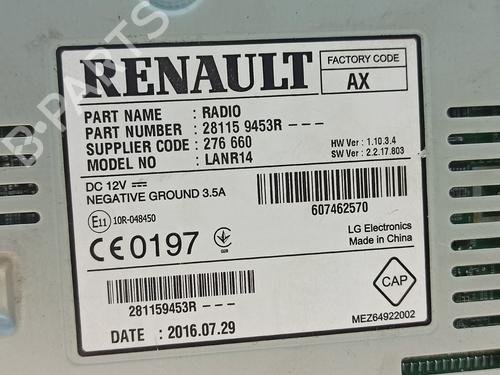 RENAULT
FACTORY CODE
AX
PART NAME : RADIO
PART NUMBER : 28115 9453R - - -
SUPPLIER CODE : 276 660
MODEL NO : LANR14
HW Ver : 1.10.3.4
SW Ver : 2.2.17.803
DC 12V
NEGATIVE GROUND 3.5A
607462570
E11 10R-048450
CE0197
LG Electronics
Made in China
281159453R - - -
CAP
DATE : 2016.07.29
MEZ64922002
B-PARTS